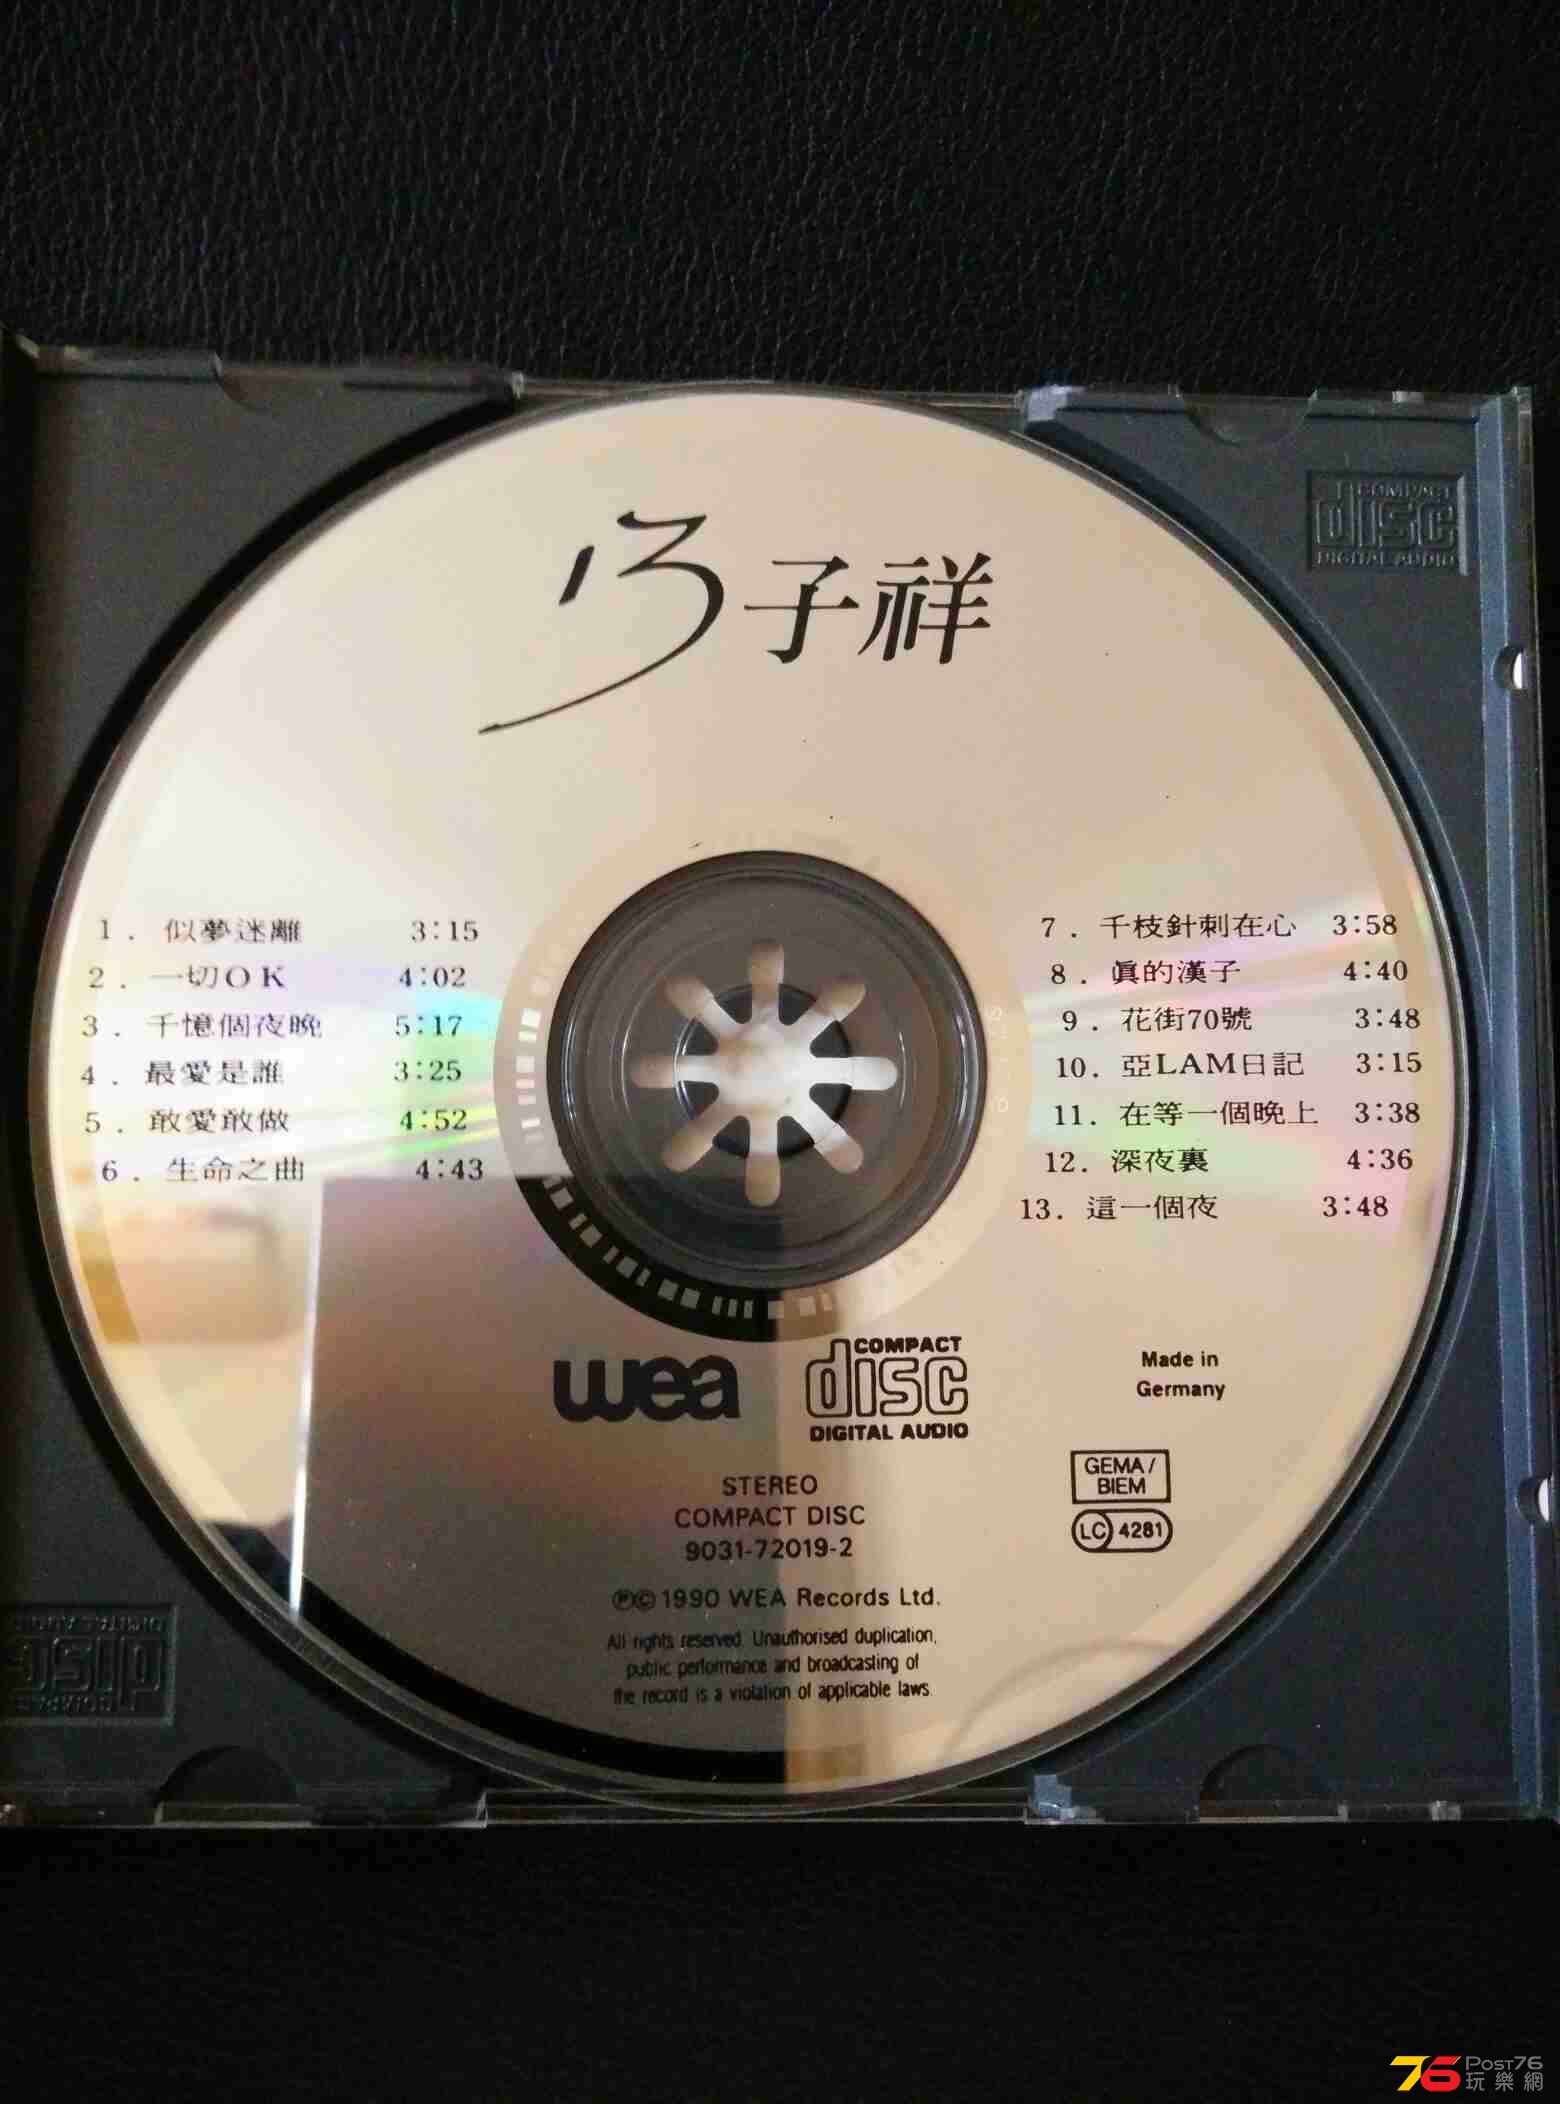 子祥
1. 似夢迷離 3:15
2. 一切OK 4:02
3. 千憶個夜晚 5:17
4. 最愛是誰 3:25
5. 敢愛敢做 4:52
6. 生命之曲 4:43
7. 千枝針刺在心 3:58
8. 眞的漢子 4:40
9. 花街70號 3:48
10. 亞LAM日記 3:15
11. 在等一個晚上 3:38
12. 深夜裏 4:36
13. 這一個夜 3:48
wea
COMPACT
disc
DIGITAL AUDIO
Made in
Germany
GEMA/
BIEM
LC 4281
STEREO
COMPACT DISC
9031-72019-2
Ⓟ©1990 WEA Records Ltd.
All rights reserved. Unauthorised duplication,
public performance and broadcasting of
the record is a violation of applicable laws.
COMPACT
disc
DIGITAL AUDIO
COMPACT
disc
DIGITAL AUDIO
76 POST76
玩樂網